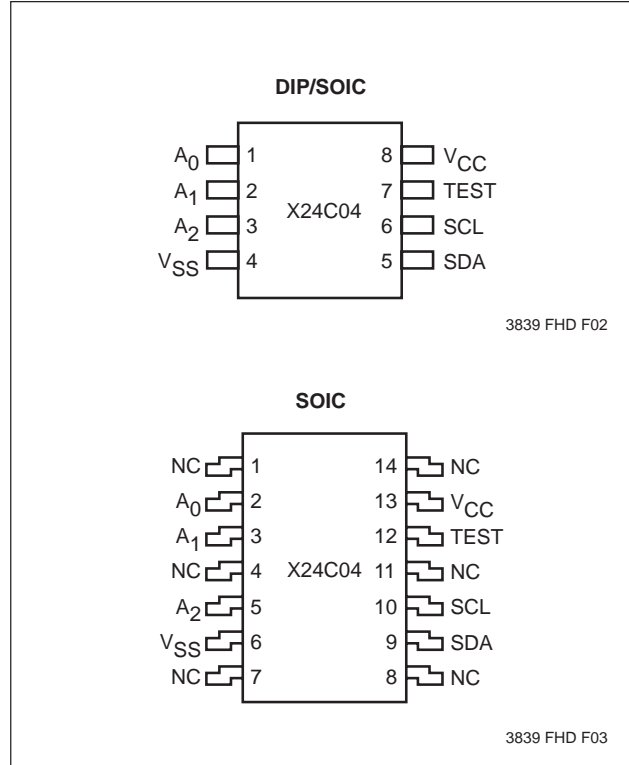 DIP/SOIC
A0 1 8 VCC
A1 2 7 TEST
X24C04
A2 3 6 SCL
VSS 4 5 SDA
3839 FHD F02
SOIC
NC 1 14 NC
A0 2 13 VCC
A1 3 12 TEST
NC 4 X24C04 11 NC
A2 5 10 SCL
VSS 6 9 SDA
NC 7 8 NC
3839 FHD F03